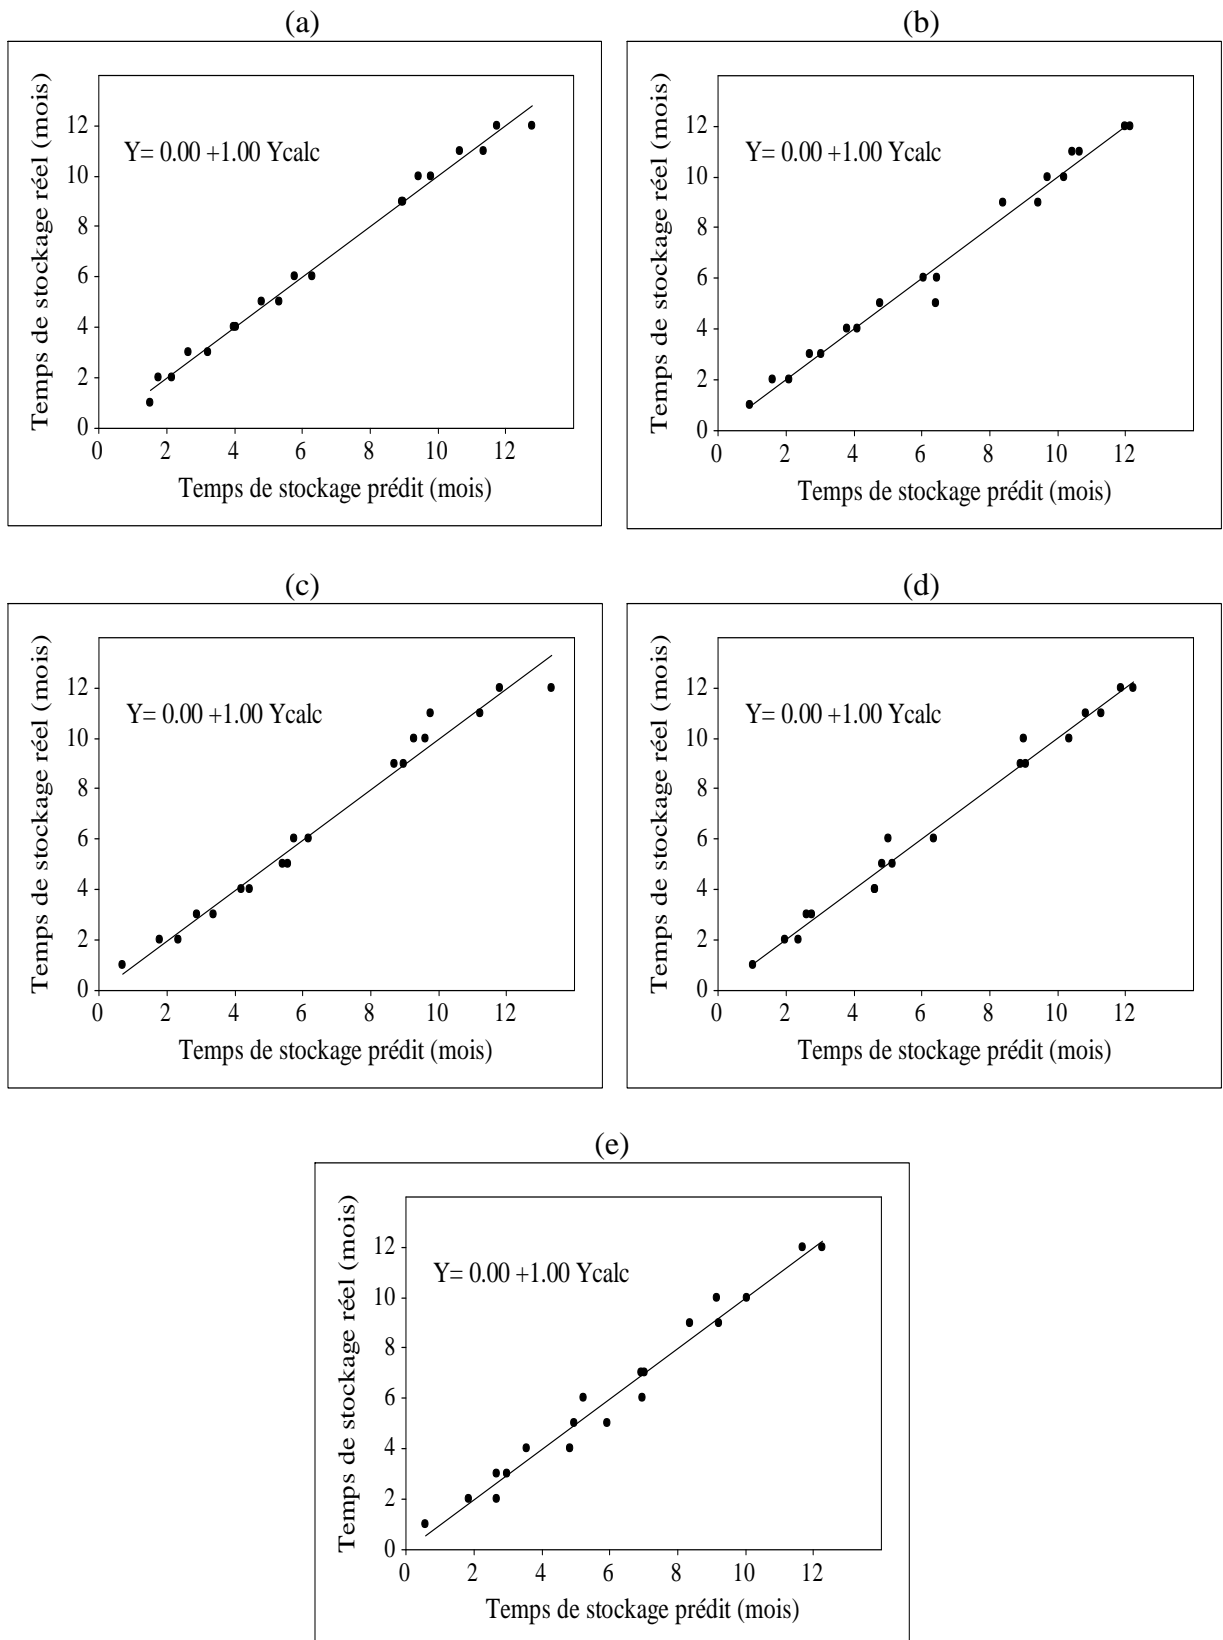 (a)
Temps de stockage réel (mois)
Y= 0.00 +1.00 Ycalc
12
10
8
6
4
2
0
0 2 4 6 8 10 12
Temps de stockage prédit (mois)
(b)
Temps de stockage réel (mois)
Y= 0.00 +1.00 Ycalc
12
10
8
6
4
2
0
0 2 4 6 8 10 12
Temps de stockage prédit (mois)
(c)
Temps de stockage réel (mois)
Y= 0.00 +1.00 Ycalc
12
10
8
6
4
2
0
0 2 4 6 8 10 12
Temps de stockage prédit (mois)
(d)
Temps de stockage réel (mois)
Y= 0.00 +1.00 Ycalc
12
10
8
6
4
2
0
0 2 4 6 8 10 12
Temps de stockage prédit (mois)
(e)
Temps de stockage réel (mois)
Y= 0.00 +1.00 Ycalc
12
10
8
6
4
2
0
0 2 4 6 8 10 12
Temps de stockage prédit (mois)